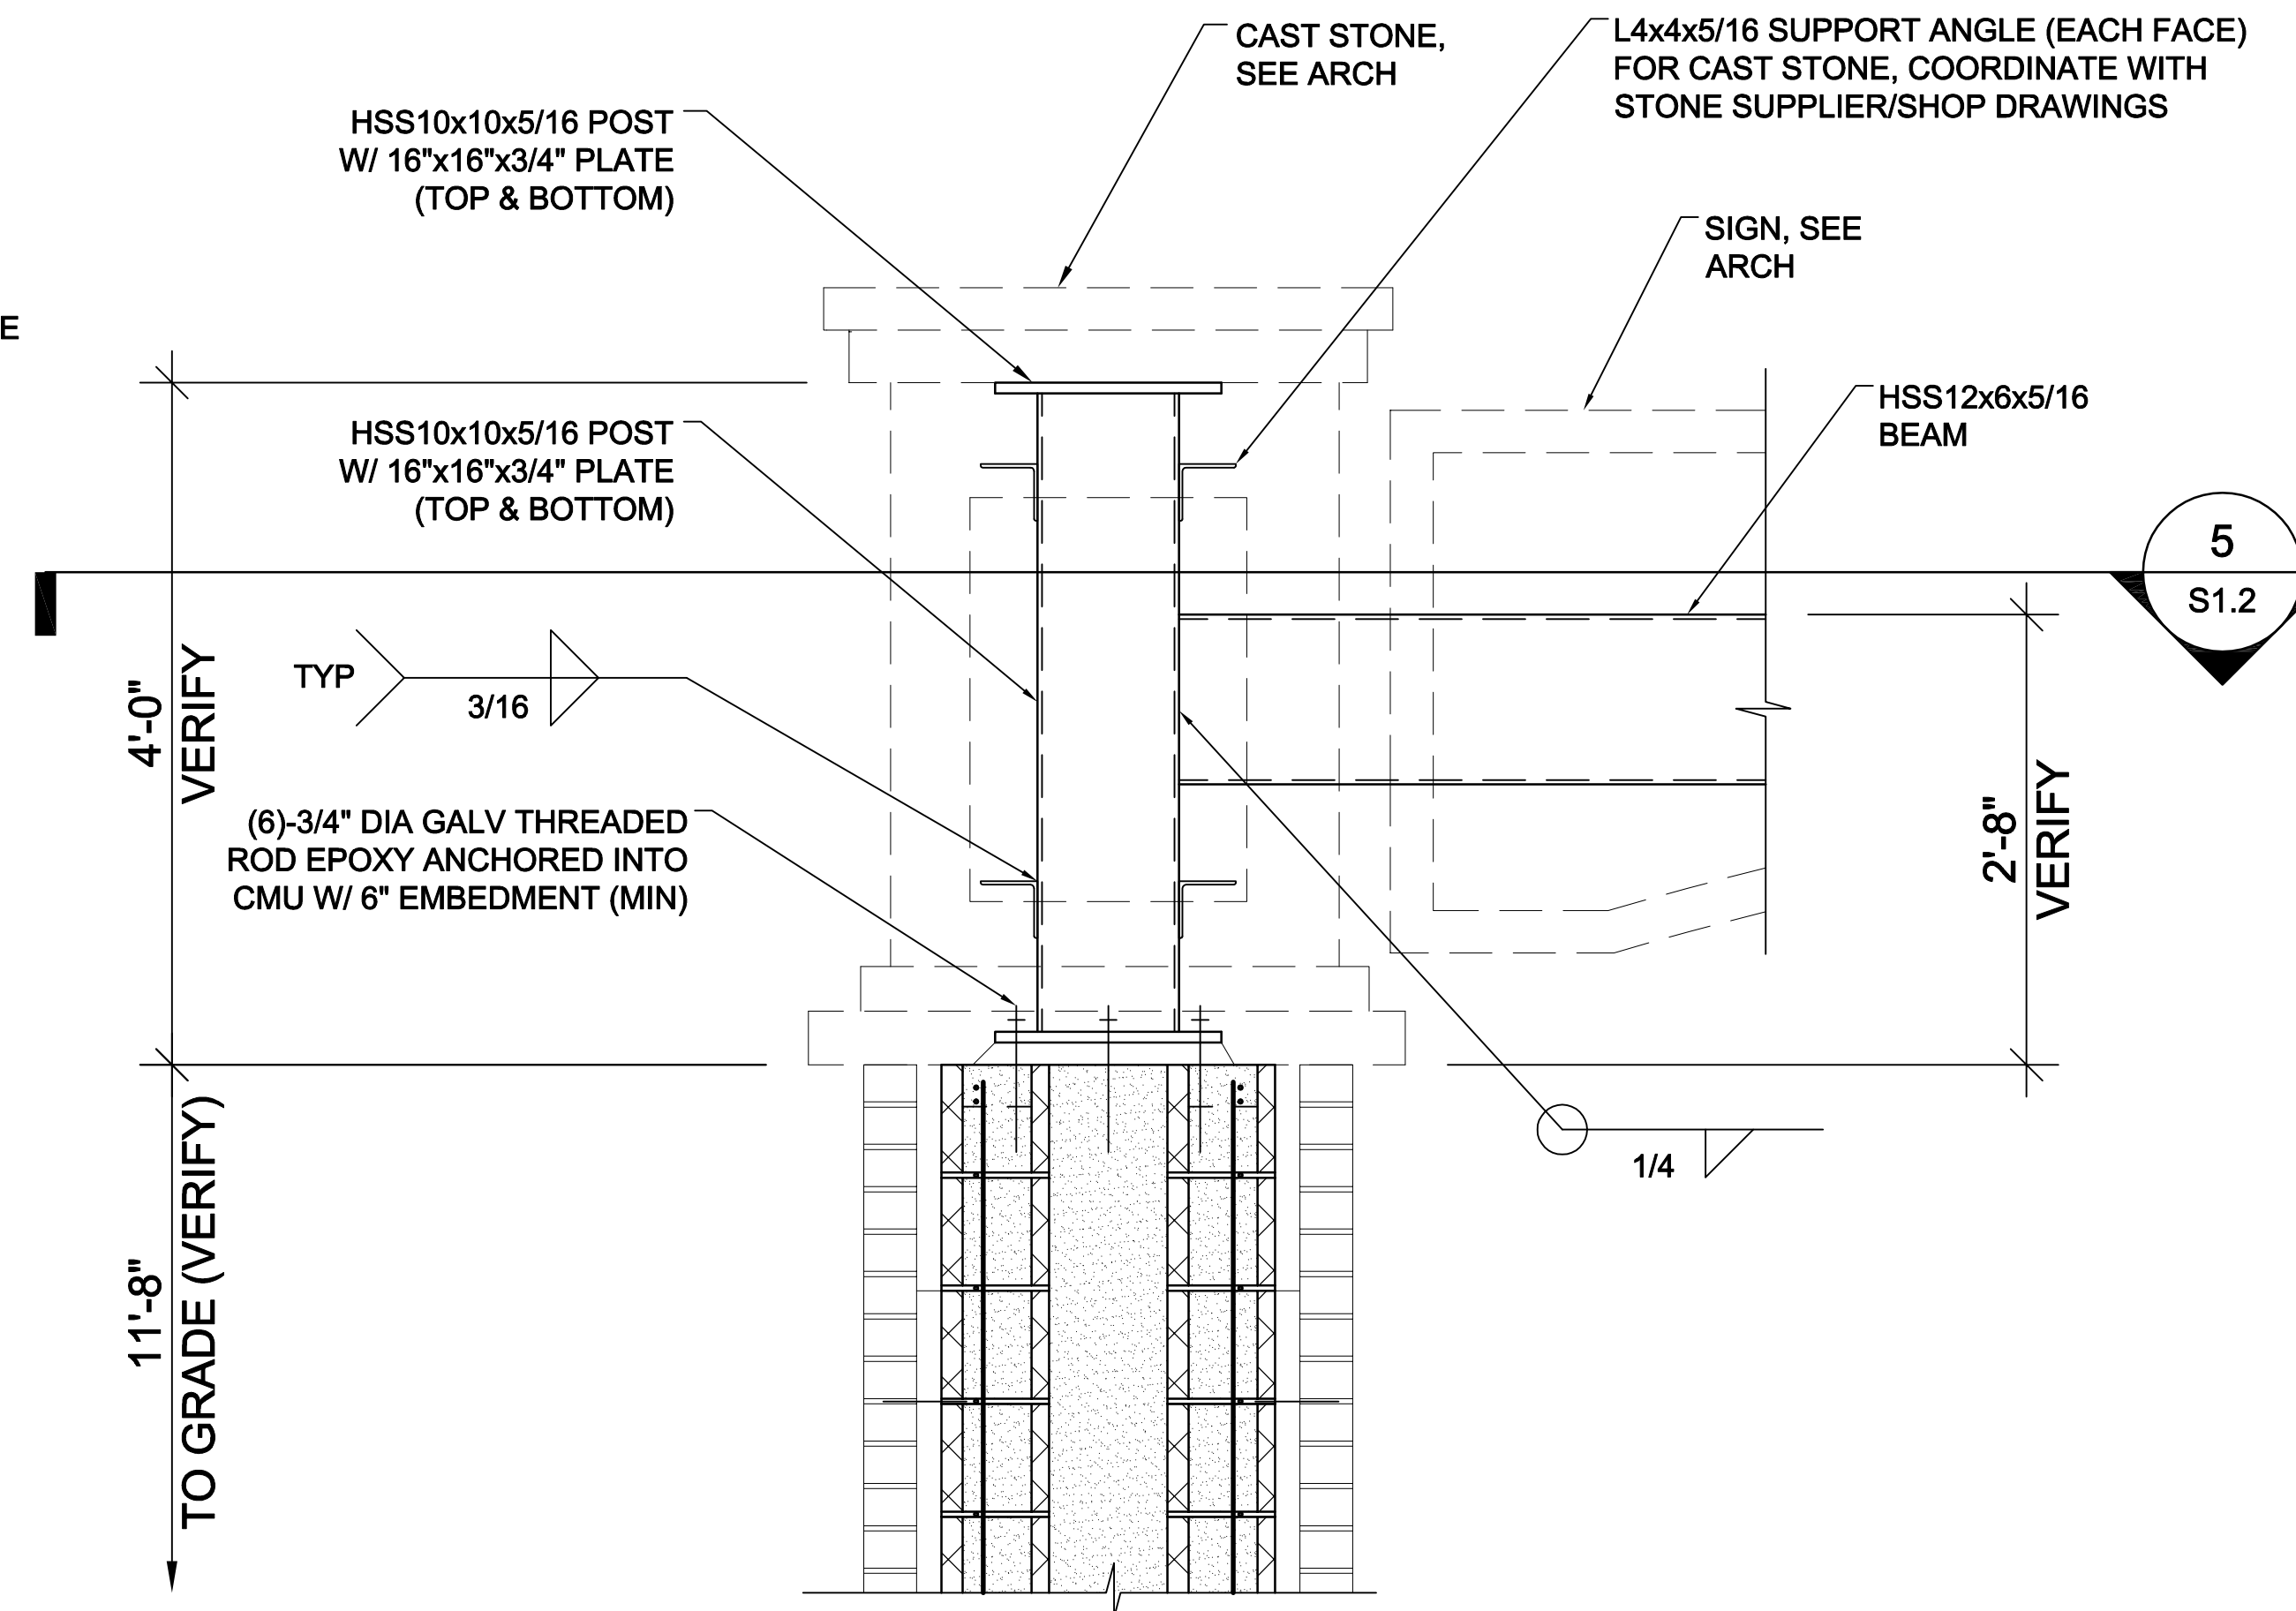 CAST STONE,
SEE ARCH
L4x4x5/16 SUPPORT ANGLE (EACH FACE)
FOR CAST STONE, COORDINATE WITH
STONE SUPPLIER/SHOP DRAWINGS
HSS10x10x5/16 POST
W/ 16"x16"x3/4" PLATE
(TOP & BOTTOM)
SIGN, SEE
ARCH
E
HSS12x6x5/16
BEAM
HSS10x10x5/16 POST
W/ 16"x16"x3/4" PLATE
(TOP & BOTTOM)
5
S1.2
TYP
3/16
4'-0"
VERIFY
(6)-3/4" DIA GALV THREADED
ROD EPOXY ANCHORED INTO
CMU W/ 6" EMBEDMENT (MIN)
2'-8"
VERIFY
1/4
11'-8"
TO GRADE (VERIFY)